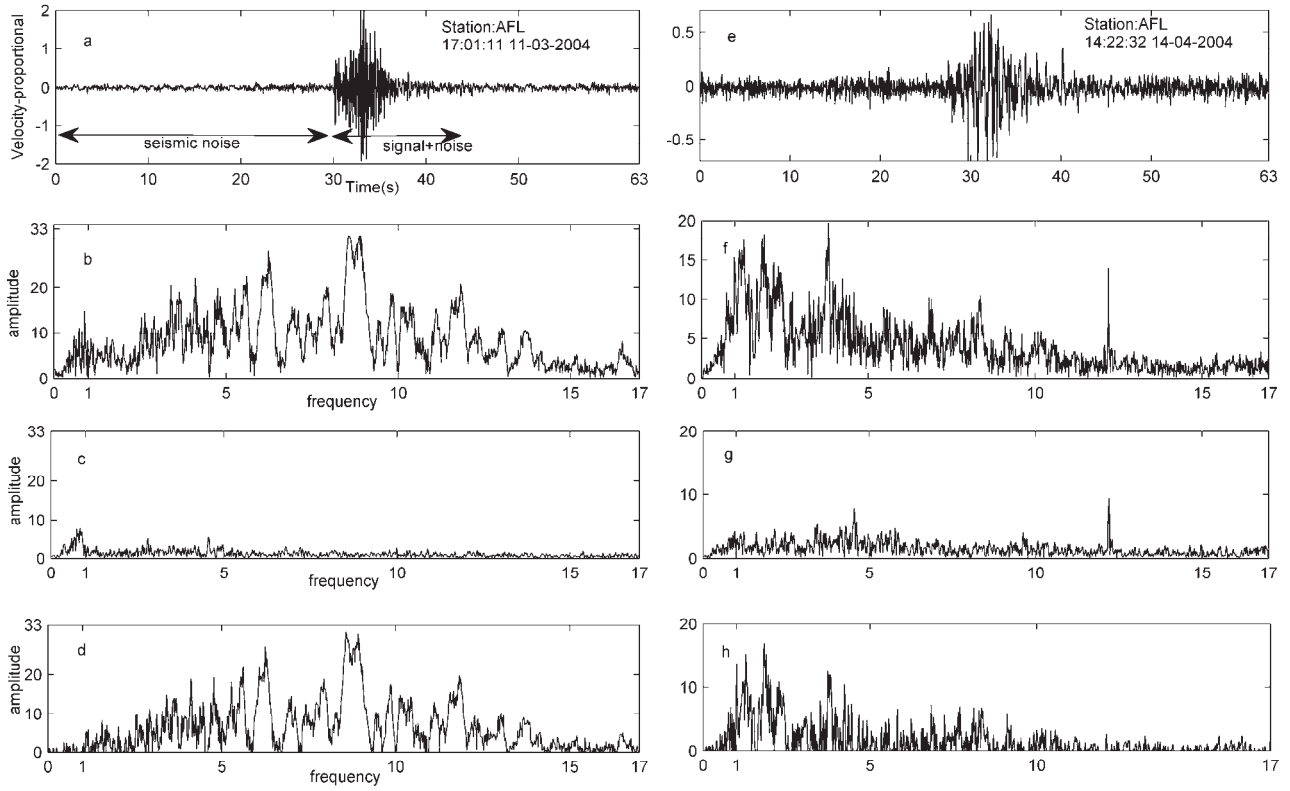 Velocity-proportional
2
1
0
-1
-2
a
Station:AFL
17:01:11 11-03-2004
seismic noise
signal+noise
0 10 20 30 Time(s) 40 50 63
0.5
0
-0.5
e
Station:AFL
14:22:32 14-04-2004
0 10 20 30 40 50 63
amplitude
33
20
10
0
b
0 1 5 10 15 17
frequency
20
15
10
5
0
f
0 1 5 10 15 17
amplitude
33
20
10
0
c
0 1 5 10 15 17
frequency
20
10
0
g
0 1 5 10 15 17
amplitude
33
20
10
0
d
0 1 5 10 15 17
frequency
20
10
0
h
0 1 5 10 17